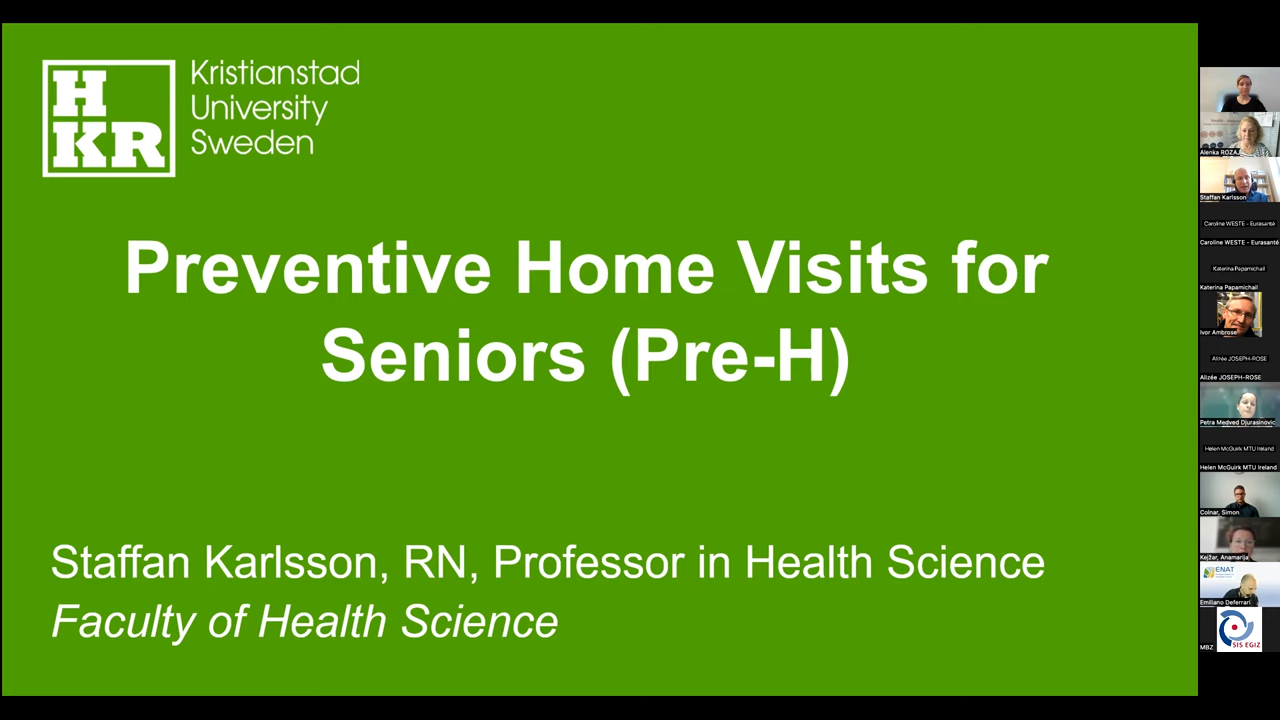 H
KR
Kristianstad
University
Sweden
Preventive Home Visits for
Seniors (Pre-H)
Staffan Karlsson, RN, Professor in Health Science
Faculty of Health Science
Alenka ROZAJ
Staffan Karlsson
Caroline WESTE - Eurasanté
Caroline WESTE - Eurasanté
Katerina Papamichail
Katerina Papamichail
Ivor Ambrose
Alizée JOSEPH-ROSE
Alizée JOSEPH-ROSE
Petra Medved Djurasinovic
Helen McGuirk MTU Ireland
Helen McGuirk MTU Ireland
Colnar, Simon
Kejžar, Anamarija
ENAT
Emiliano Deferrari
SIS EGIZ
MBZ